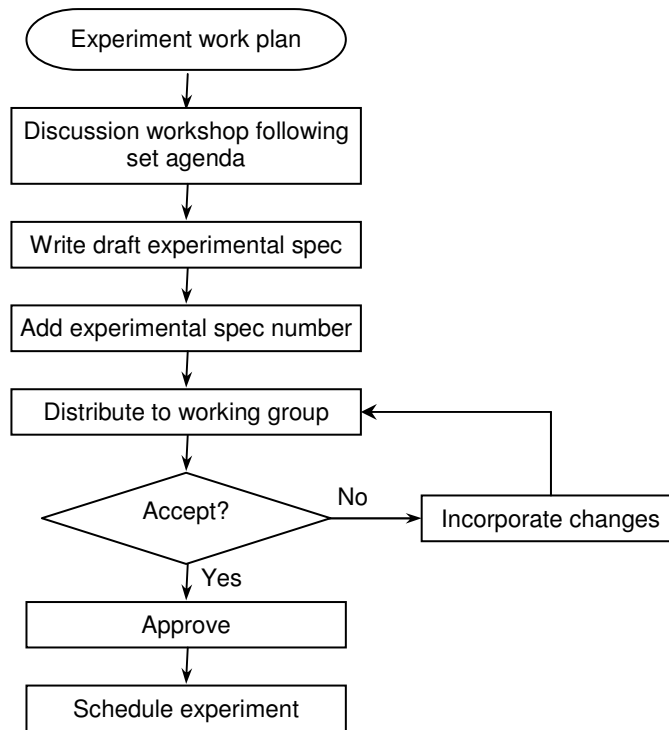 Experiment work plan
Discussion workshop following
set agenda
Write draft experimental spec
Add experimental spec number
Distribute to working group
Accept?
No
Incorporate changes
Yes
Approve
Schedule experiment